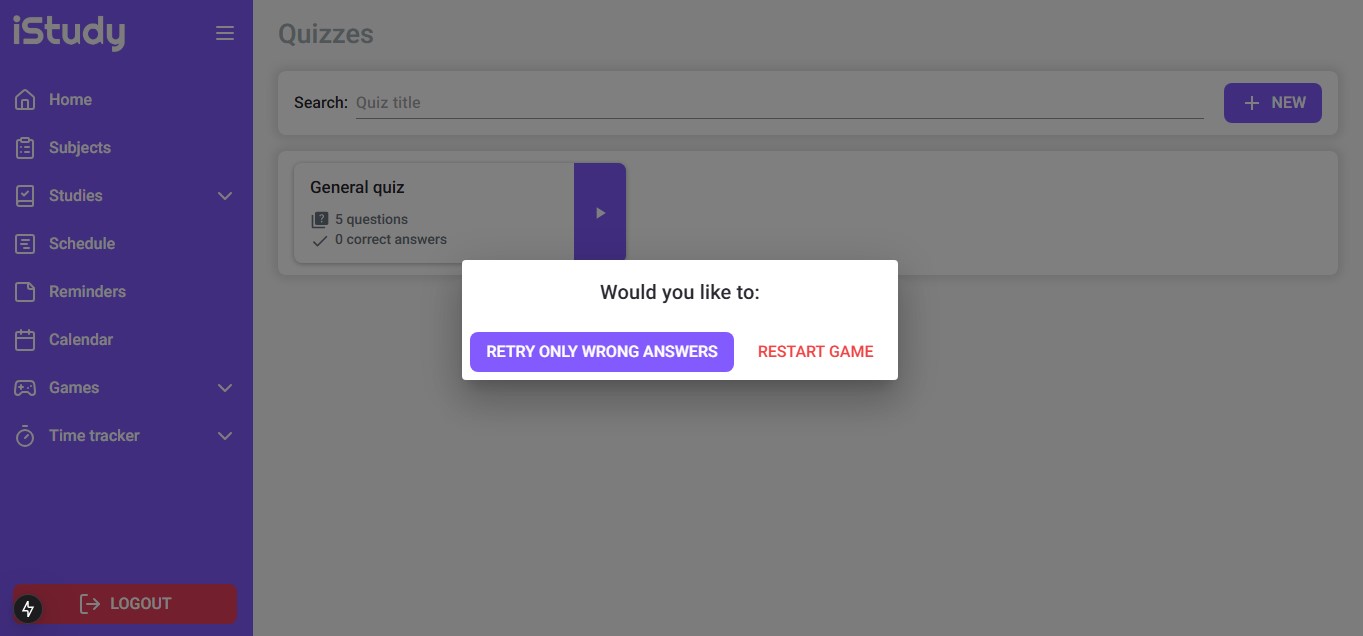 iStudy
Home
Subjects
Studies
Schedule
Reminders
Calendar
Games
Time tracker
LOGOUT
Quizzes
Search: Quiz title
NEW
General quiz
5 questions
0 correct answers
Would you like to:
RETRY ONLY WRONG ANSWERS RESTART GAME